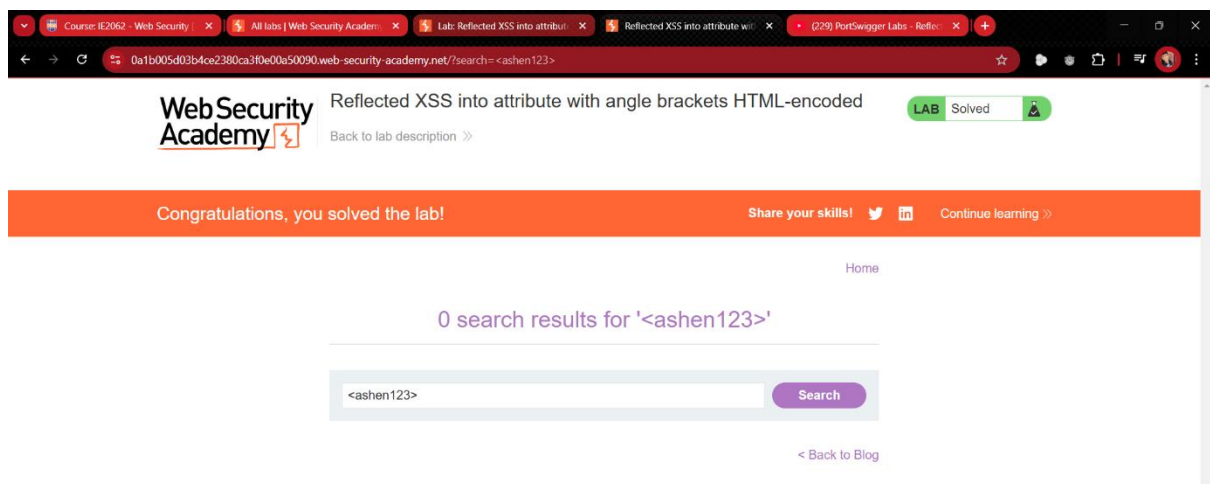 Course: IE2062 - Web Security (
All labs | Web Security Academy
Lab: Reflected XSS into attribut
Reflected XSS into attribute wit
(229) PortSwigger Labs - Reflec
0a1b005d03b4ce2380ca3f0e00a50090.web-security-academy.net/?search=<ashen123>
WebSecurity
Academy
Reflected XSS into attribute with angle brackets HTML-encoded
Back to lab description
LAB Solved
Congratulations, you solved the lab!
Share your skills!
Continue learning
Home
0 search results for '<ashen123>'
<ashen123>
Search
< Back to Blog